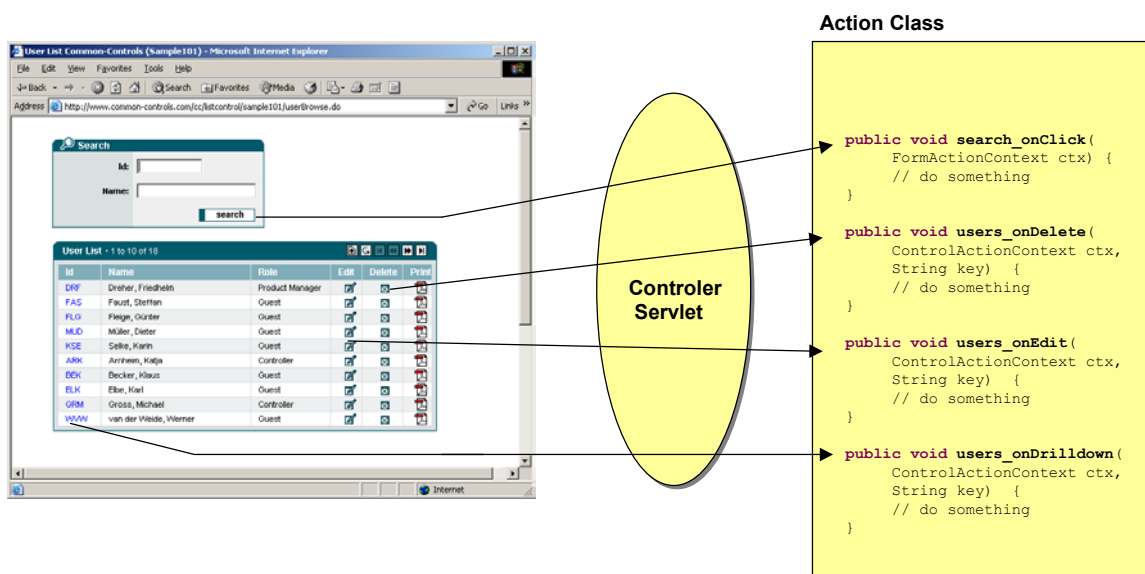 Action Class
User List Common-Controls (Sample101) - Microsoft Internet Explorer
File Edit View Favorites Tools Help
Back Search Favorites Media
Address http://www.common-controls.com/cc/listcontrol/sample101/userBrowse.do Go Links »
Search
Id:
Name:
search
User List • 1 to 10 of 18
Id Name Role Edit Delete Print
DRF Dreher, Friedhelm Product Manager
FAS Faust, Steffan Guest
FLG Fleige, Günter Guest
MUD Müller, Dieter Guest
KSE Selke, Karin Guest
ARK Arnheim, Katja Controller
BEK Becker, Klaus Guest
ELK Elbe, Karl Guest
GRM Gross, Michael Controller
WVW van der Weide, Werner Guest
Internet
Controler
Servlet
public void search_onClick(
FormActionContext ctx) {
// do something
}
public void users_onDelete(
ControlActionContext ctx,
String key) {
// do something
}
public void users_onEdit(
ControlActionContext ctx,
String key) {
// do something
}
public void users_onDrilldown(
ControlActionContext ctx,
String key) {
// do something
}